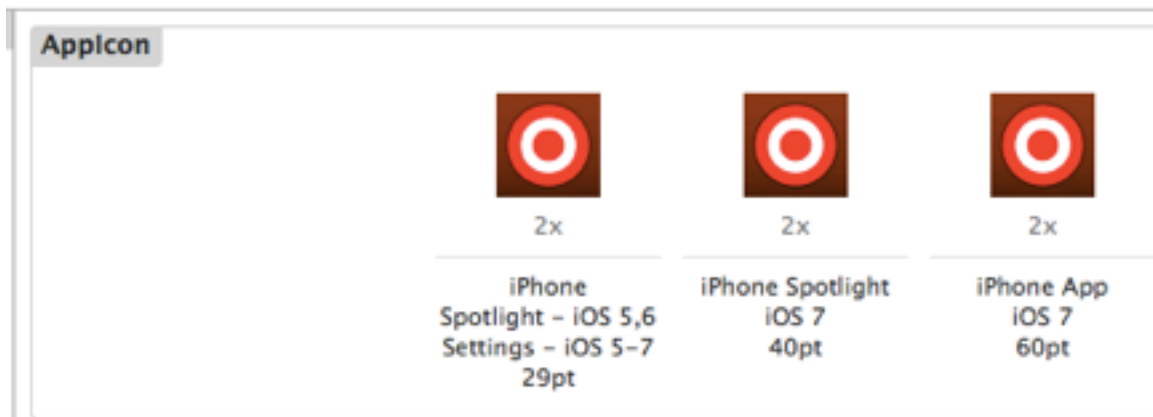 AppIcon
2x
2x
2x
iPhone
Spotlight – iOS 5,6
Settings – iOS 5–7
29pt
iPhone Spotlight
iOS 7
40pt
iPhone App
iOS 7
60pt